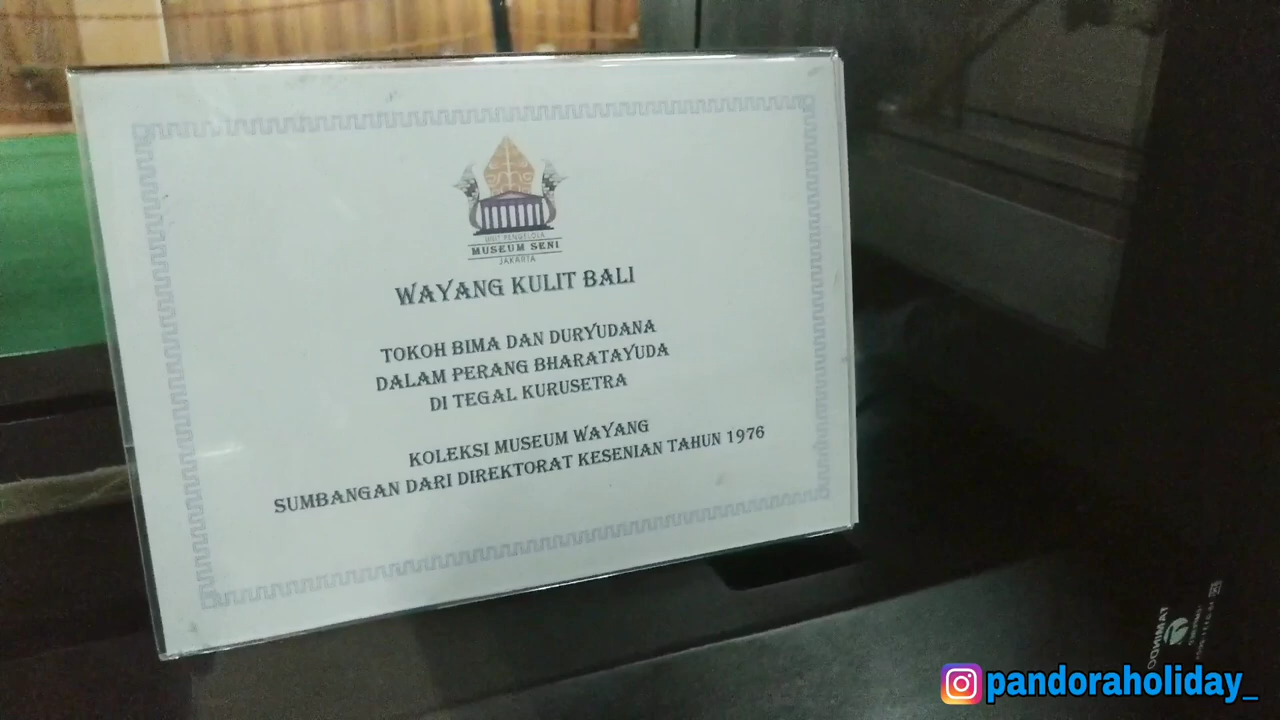 UNIT PENGELOLA
MUSEUM SENI
JAKARTA
WAYANG KULIT BALI
TOKOH BIMA DAN DURYUDANA
DALAM PERANG BHARATAYUDA
DI TEGAL KURUSETRA
KOLEKSI MUSEUM WAYANG
SUMBANGAN DARI DIREKTORAT KESENIAN TAHUN 1976
TAMINDO
pandoraholiday_